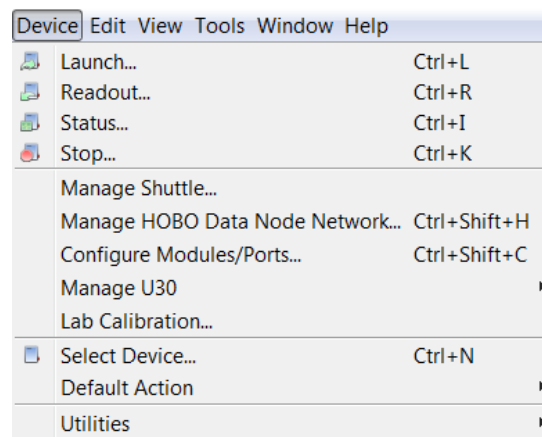 Device Edit View Tools Window Help
Launch... Ctrl+L
Readout... Ctrl+R
Status... Ctrl+I
Stop... Ctrl+K
Manage Shuttle...
Manage HOBO Data Node Network... Ctrl+Shift+H
Configure Modules/Ports... Ctrl+Shift+C
Manage U30
Lab Calibration...
Select Device... Ctrl+N
Default Action
Utilities